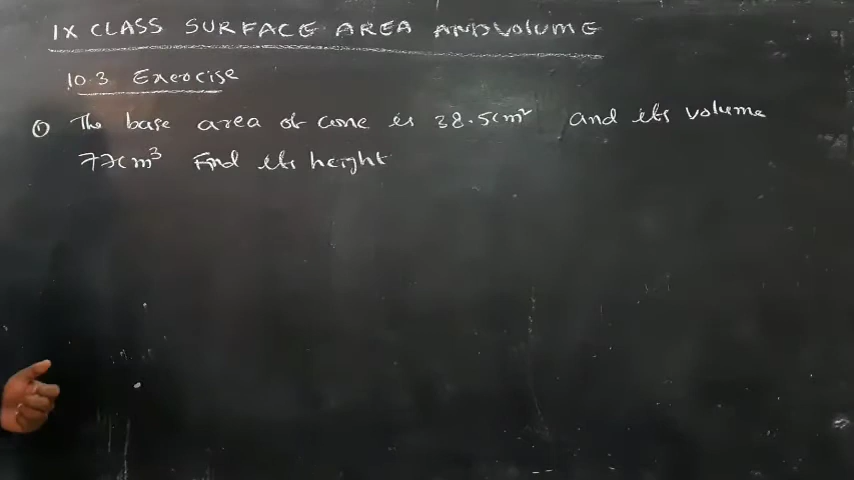 IX CLASS SURFACE AREA AND VOLUME
10.3 Exercise
① The base area of cone is 38.5cm² and its volume
77cm³ Find its height